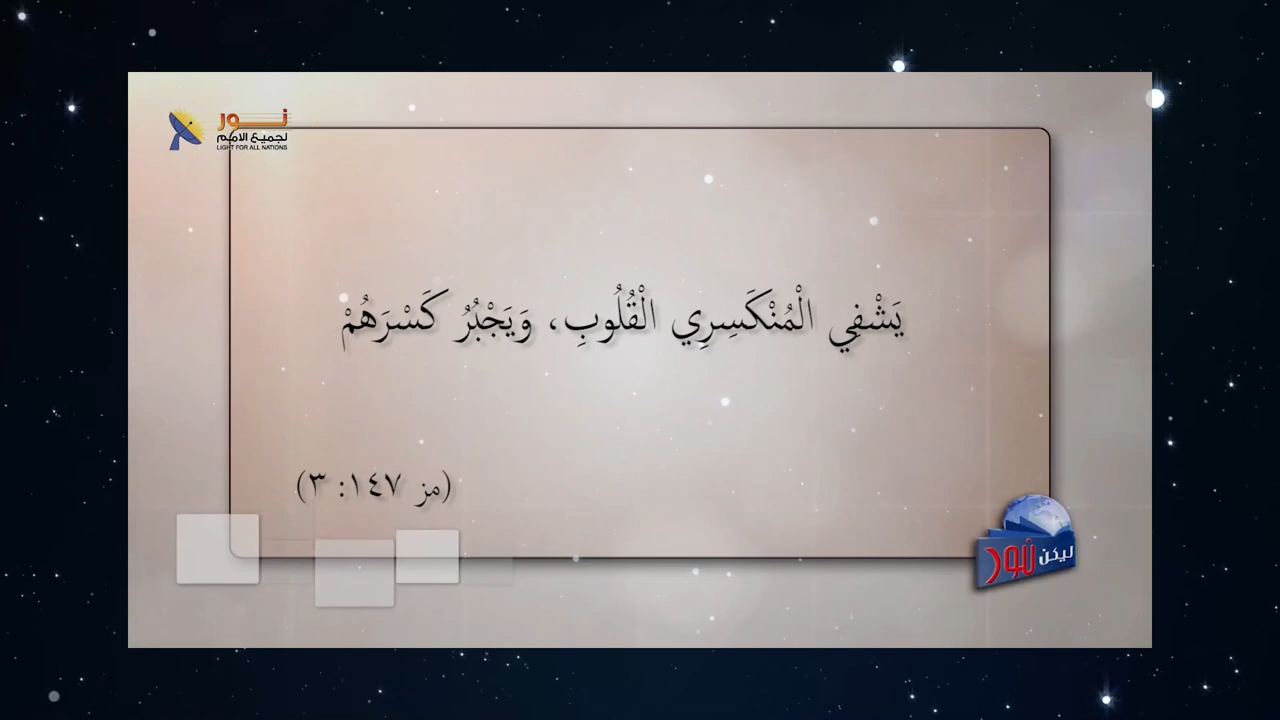 نور
لجميع الامم
LIGHT FOR ALL NATIONS
يَشْفِي الْمُنْكَسِرِي الْقُلُوبِ، وَيَجْبُرُ كَسْرَهُمْ
(مز ١٤٧: ٣)
ليكن نور